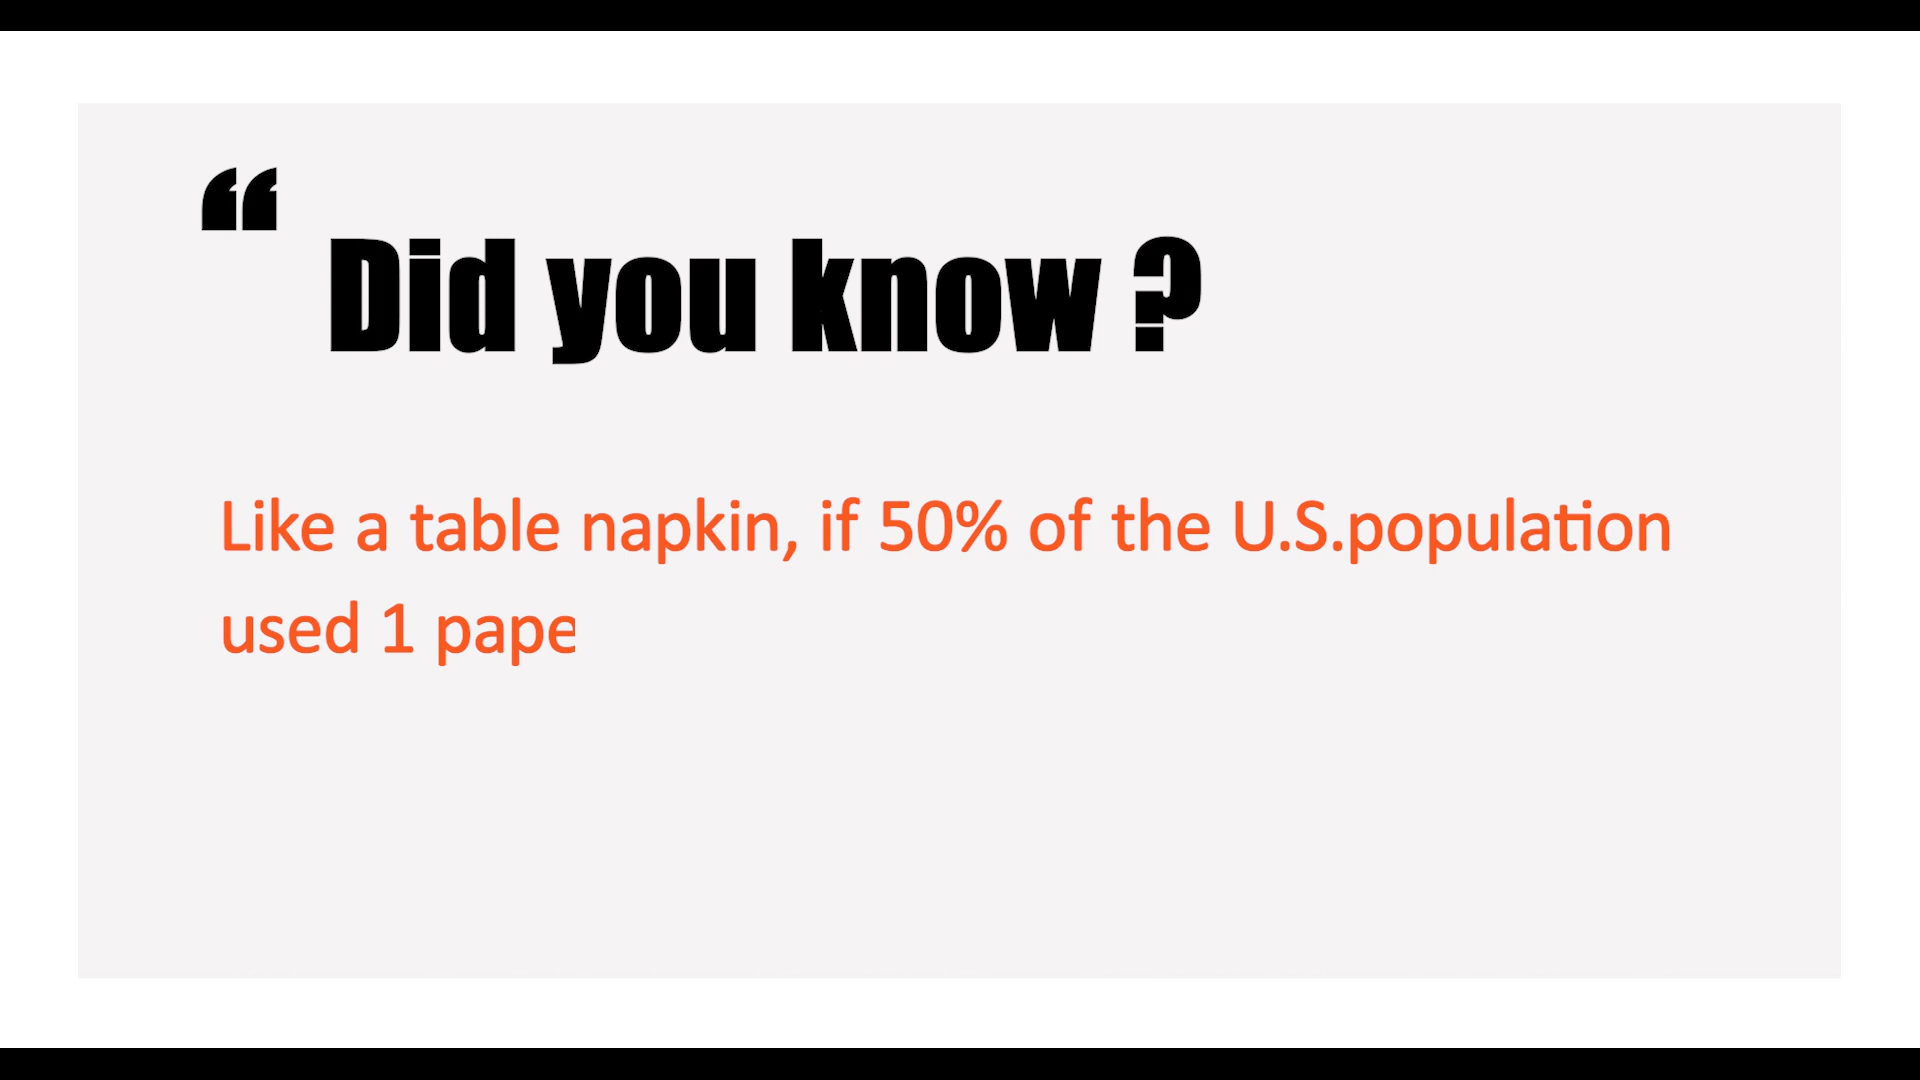 “ Did you know ?
Like a table napkin, if 50% of the U.S.population
used 1 pape